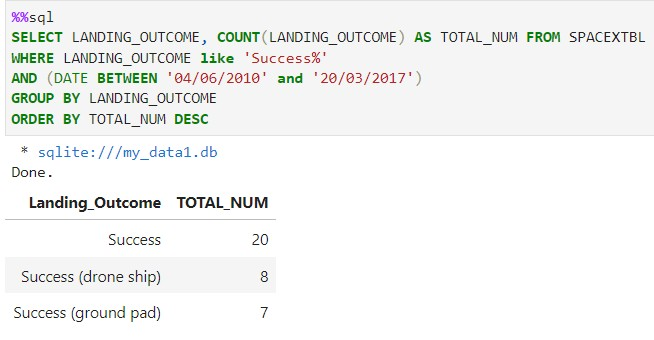 %%sql
SELECT LANDING_OUTCOME, COUNT(LANDING_OUTCOME) AS TOTAL_NUM FROM SPACEXTBL
WHERE LANDING_OUTCOME like 'Success%'
AND (DATE BETWEEN '04/06/2010' and '20/03/2017')
GROUP BY LANDING_OUTCOME
ORDER BY TOTAL_NUM DESC
* sqlite:///my_data1.db
Done.
Landing_Outcome TOTAL_NUM
Success 20
Success (drone ship) 8
Success (ground pad) 7